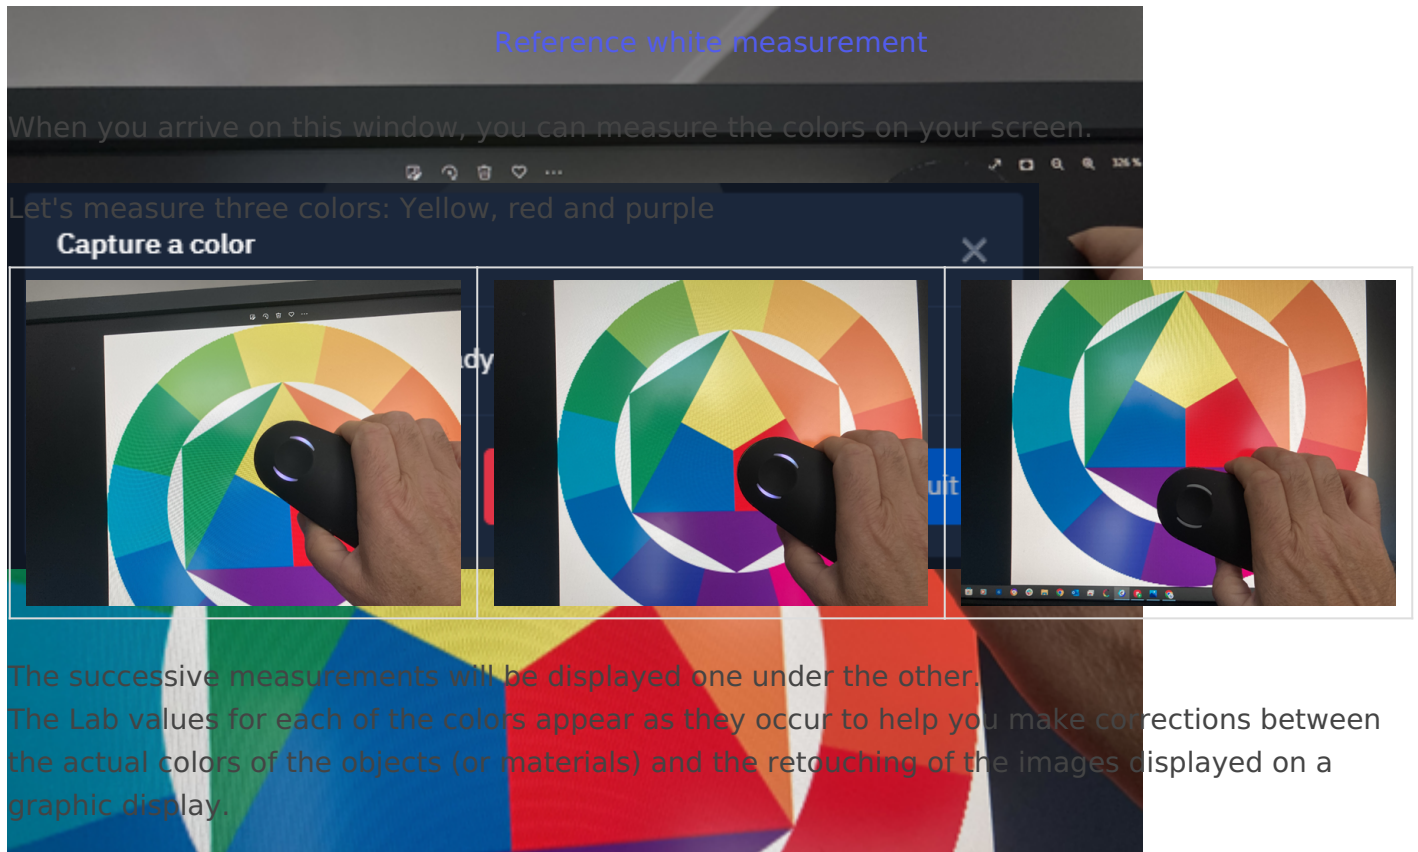 Reference white measurement
When you arrive on this window, you can measure the colors on your screen.
326 %
Let's measure three colors: Yellow, red and purple
Capture a color
The successive measurements will be displayed one under the other.
The Lab values for each of the colors appear as they occur to help you make corrections between
the actual colors of the objects (or materials) and the retouching of the images displayed on a
graphic display.